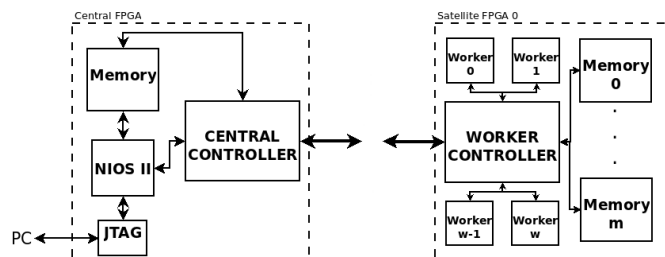 Central FPGA
Satellite FPGA 0
Memory
CENTRAL
CONTROLLER
NIOS II
JTAG
PC
Worker
0
Worker
1
WORKER
CONTROLLER
Worker
w-1
Worker
w
Memory
0
Memory
m